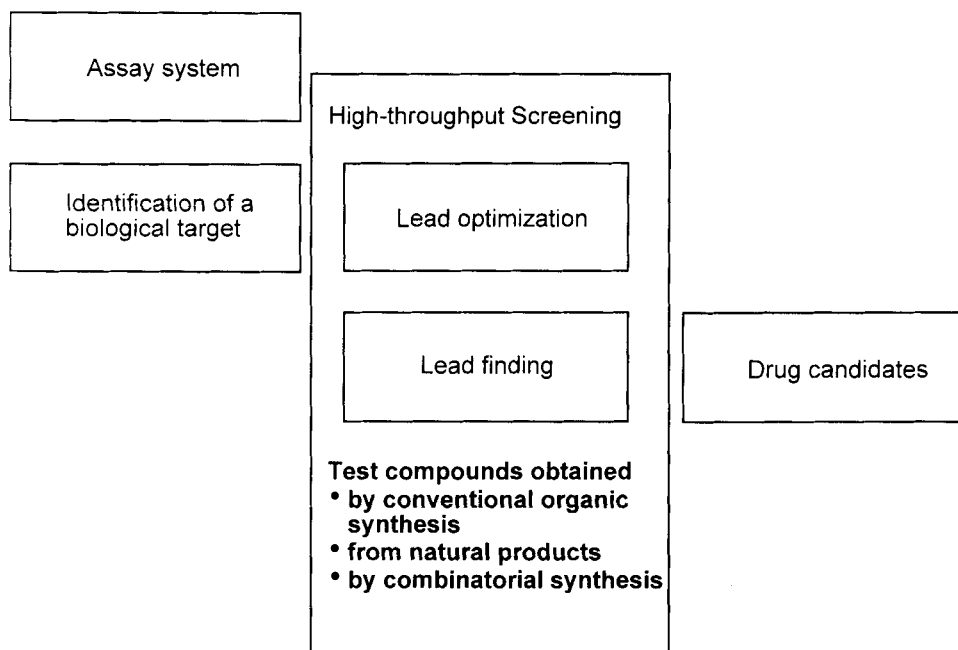 Assay system
High-throughput Screening
Identification of a
biological target
Lead optimization
Lead finding
Drug candidates
Test compounds obtained
• by conventional organic
synthesis
• from natural products
• by combinatorial synthesis